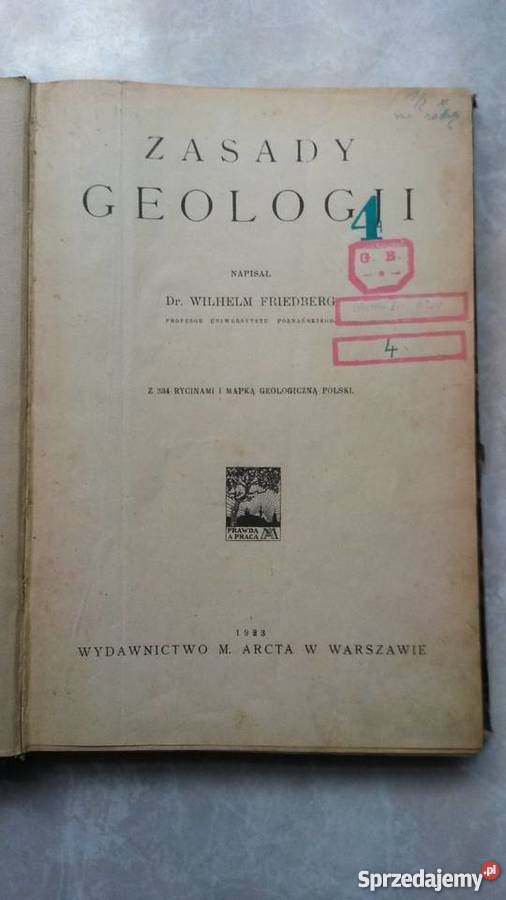 ZASADY
GEOLOGII
4
G. B.
NAPISAŁ
Dr. WILHELM FRIEDBERG
PROFESOR UNIWERSYTETU POZNAŃSKIEGO.
4
Z 334 RYCINAMI I MAPKĄ GEOLOGICZNĄ POLSKI.
PRAWDA
A PRACA
1923
WYDAWNICTWO M. ARCTA W WARSZAWIE
Sprzedajemy.pl